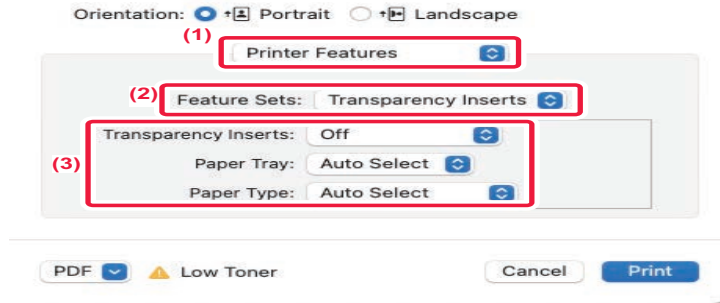 Orientation: Portrait Landscape
(1)
Printer Features
(2) Feature Sets: Transparency Inserts
Transparency Inserts: Off
(3) Paper Tray: Auto Select
Paper Type: Auto Select
PDF Low Toner Cancel Print